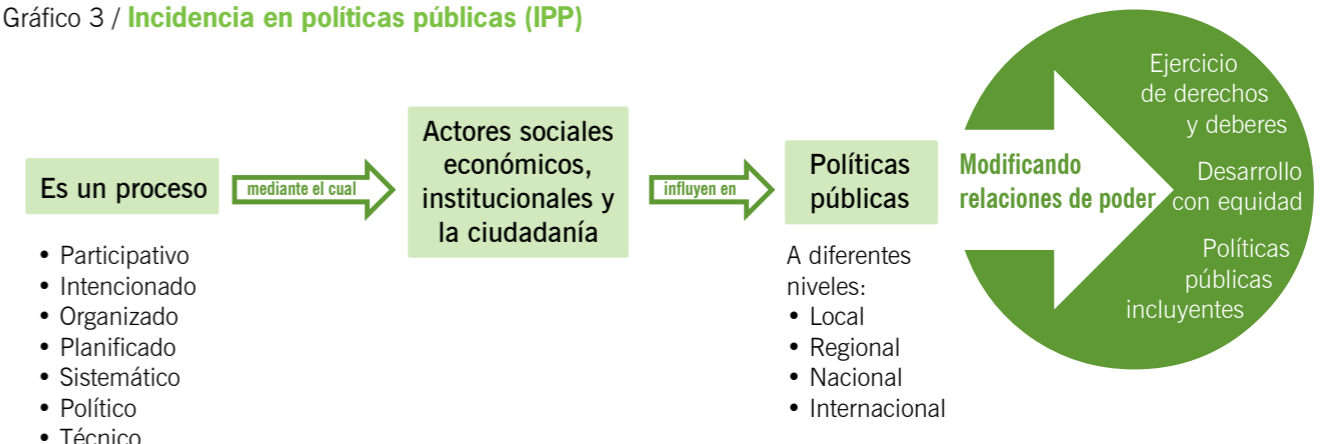 Gráfico 3 / Incidencia en políticas públicas (IPP)
Es un proceso
• Participativo
• Intencionado
• Organizado
• Planificado
• Sistemático
• Político
• Técnico
mediante el cual
Actores sociales
económicos,
institucionales y
la ciudadanía
influyen en
Políticas
públicas
A diferentes
niveles:
• Local
• Regional
• Nacional
• Internacional
Modificando
relaciones de poder
Ejercicio
de derechos
y deberes
Desarrollo
con equidad
Políticas
públicas
incluyentes